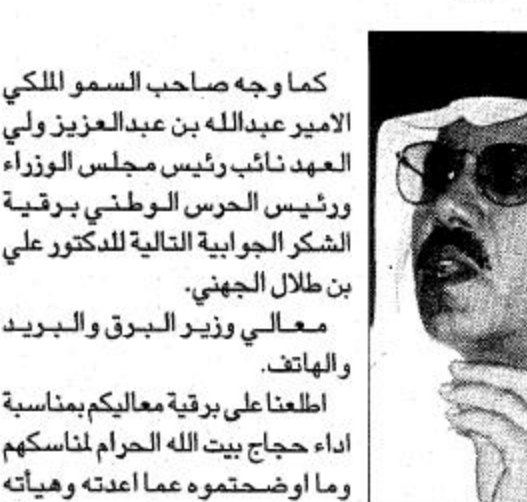 كما وجه صاحب السمو الملكي
الامير عبدالله بن عبدالعزيز ولي
العهد نائب رئيس مجلس الوزراء
ورئيس الحرس الوطني برقية
الشكر الجوابية التالية للدكتور علي
بن طلال الجهني.
معالي وزير البرق والبريد
والهاتف.
اطلعنا على برقية معاليكم بمناسبة
اداء حجاج بيت الله الحرام لمناسكهم
وما اوضحتموه عما اعدته وهيأته